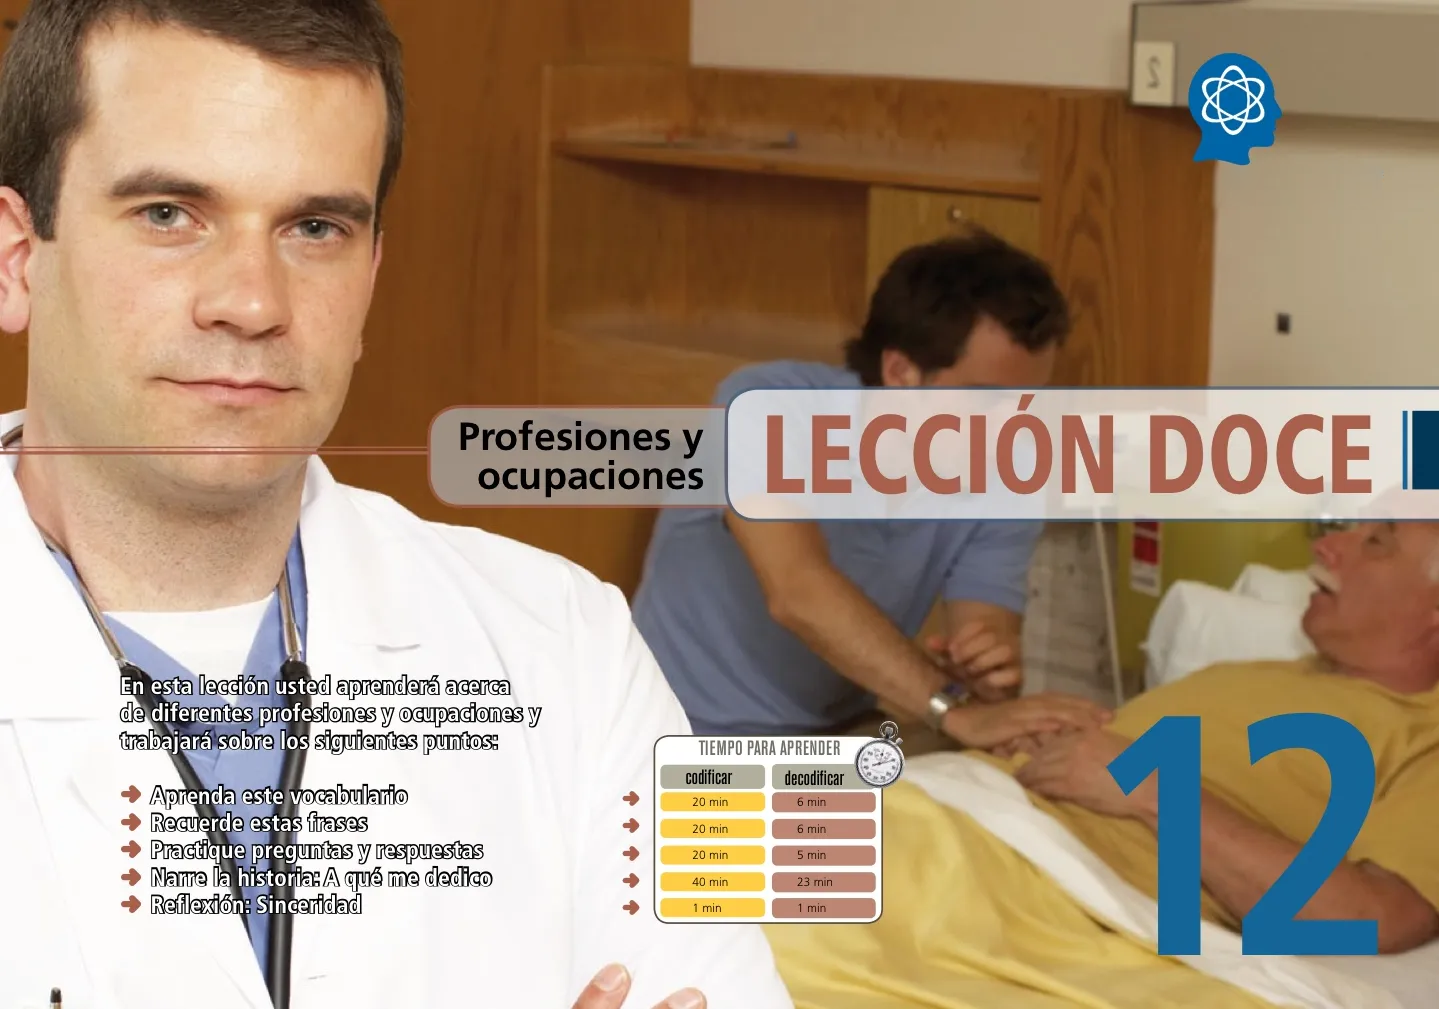 Profesiones y
ocupaciones
LECCIÓN DOCE
En esta lección usted aprenderá acerca
de diferentes profesiones y ocupaciones y
trabajará sobre los siguientes puntos:
Aprenda este vocabulario
Recuerde estas frases
Practique preguntas y respuestas
Narre la historia: A qué me dedico
Reflexión: Sinceridad
TIEMPO PARA APRENDER
codificar decodificar
20 min 6 min
20 min 6 min
20 min 5 min
40 min 23 min
1 min 1 min
12